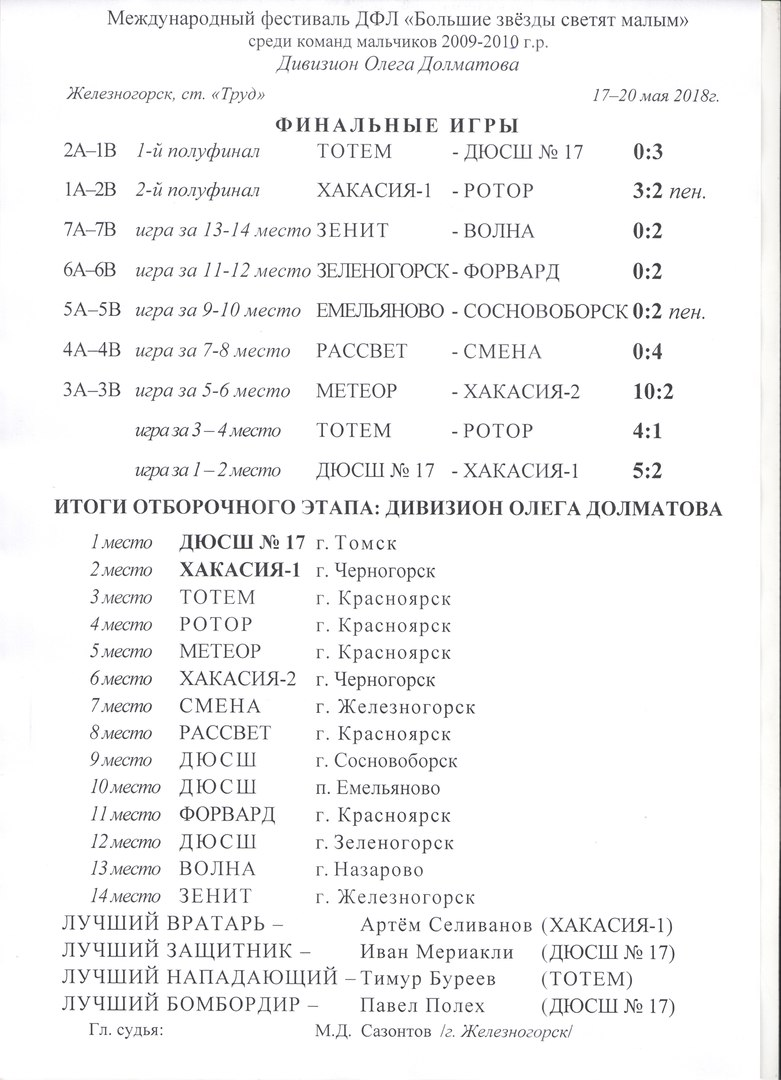 Международный фестиваль ДФЛ «Большие звёзды светят малым»
среди команд мальчиков 2009-2010 г.р.
Дивизион Олега Долматова
Железногорск, ст. «Труд» 17–20 мая 2018г.
ФИНАЛЬНЫЕ ИГРЫ
2А–1В 1-й полуфинал ТОТЕМ - ДЮСШ № 17 0:3
1А–2В 2-й полуфинал ХАКАСИЯ-1 - РОТОР 3:2 пен.
7А–7В игра за 13-14 место ЗЕНИТ - ВОЛНА 0:2
6А–6В игра за 11-12 место ЗЕЛЕНОГОРСК - ФОРВАРД 0:2
5А–5В игра за 9-10 место ЕМЕЛЬЯНОВО - СОСНОВОБОРСК 0:2 пен.
4А–4В игра за 7-8 место РАССВЕТ - СМЕНА 0:4
3А–3В игра за 5-6 место МЕТЕОР - ХАКАСИЯ-2 10:2
игра за 3 – 4 место ТОТЕМ - РОТОР 4:1
игра за 1 – 2 место ДЮСШ № 17 - ХАКАСИЯ-1 5:2
ИТОГИ ОТБОРОЧНОГО ЭТАПА: ДИВИЗИОН ОЛЕГА ДОЛМАТОВА
1 место ДЮСШ № 17 г. Томск
2 место ХАКАСИЯ-1 г. Черногорск
3 место ТОТЕМ г. Красноярск
4 место РОТОР г. Красноярск
5 место МЕТЕОР г. Красноярск
6 место ХАКАСИЯ-2 г. Черногорск
7 место СМЕНА г. Железногорск
8 место РАССВЕТ г. Красноярск
9 место ДЮСШ г. Сосновоборск
10 место ДЮСШ п. Емельяново
11 место ФОРВАРД г. Красноярск
12 место ДЮСШ г. Зеленогорск
13 место ВОЛНА г. Назарово
14 место ЗЕНИТ г. Железногорск
ЛУЧШИЙ ВРАТАРЬ – Артём Селиванов (ХАКАСИЯ-1)
ЛУЧШИЙ ЗАЩИТНИК – Иван Мериакли (ДЮСШ № 17)
ЛУЧШИЙ НАПАДАЮЩИЙ – Тимур Буреев (ТОТЕМ)
ЛУЧШИЙ БОМБОРДИР – Павел Полех (ДЮСШ № 17)
Гл. судья: М.Д. Сазонтов /г. Железногорск/